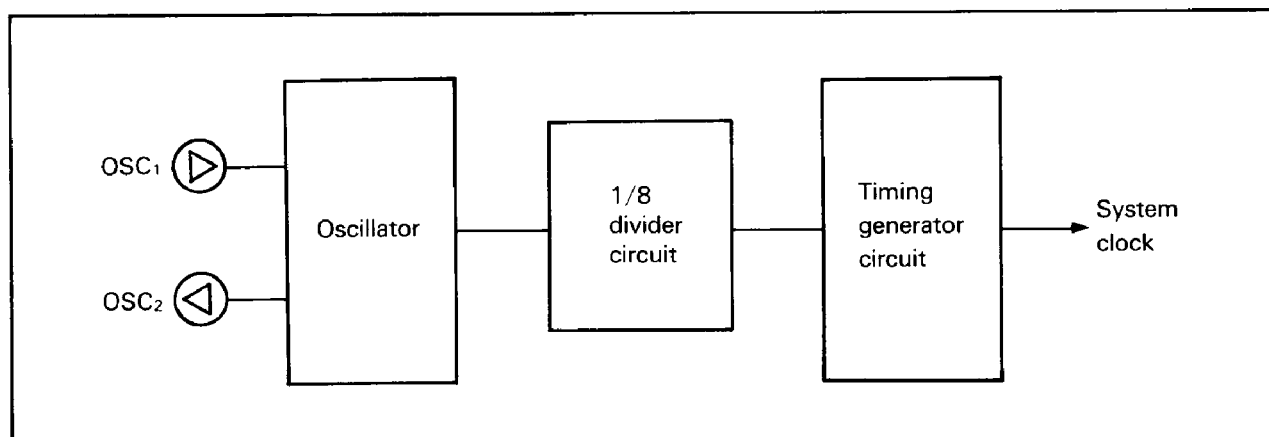 OSC₁
OSC₂
Oscillator
1/8
divider
circuit
Timing
generator
circuit
System
clock